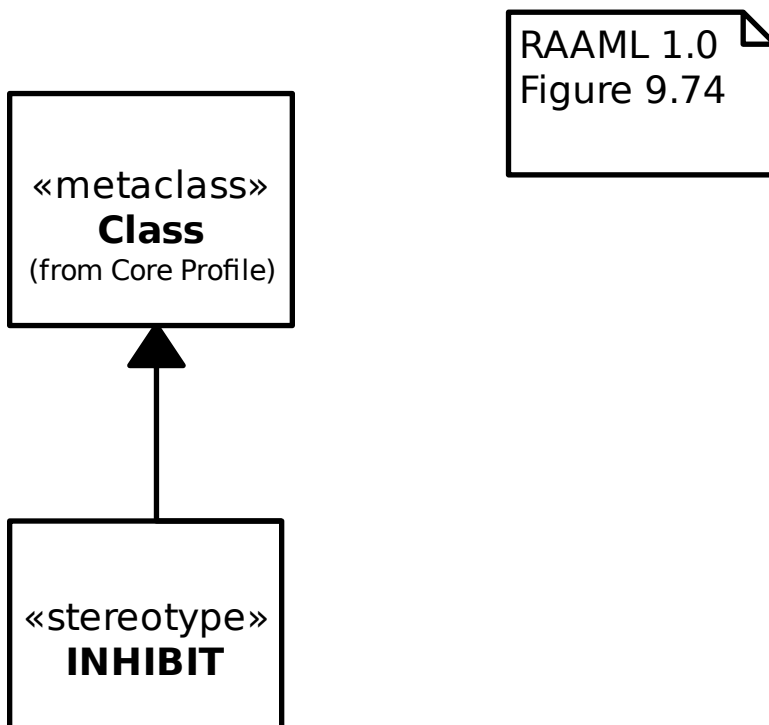 RAAML 1.0
Figure 9.74
«metaclass»
Class
(from Core Profile)
«stereotype»
INHIBIT